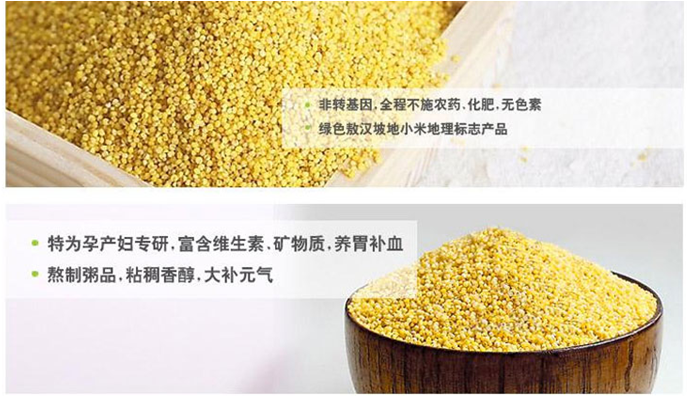 非转基因.全程不施农药.化肥.无色素
绿色敖汉坡地小米地理标志产品
特为孕产妇专研.富含维生素.矿物质.养胃补血
熬制粥品.粘稠香醇.大补元气